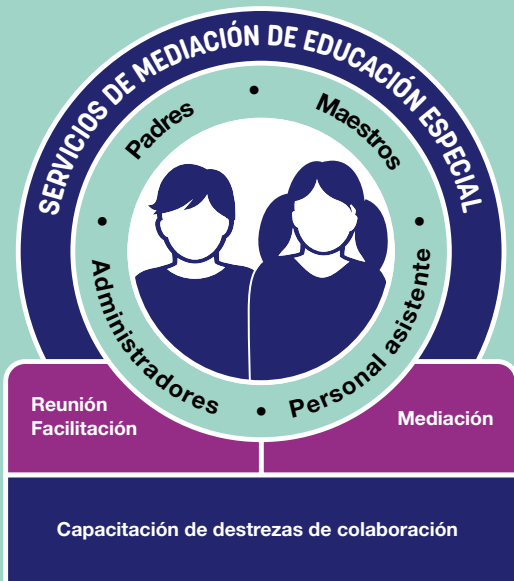 SERVICIOS DE MEDIACIÓN DE EDUCACIÓN ESPECIAL
Padres • Maestros • Personal asistente • Administradores •
Reunión
Facilitación
Mediación
Capacitación de destrezas de colaboración